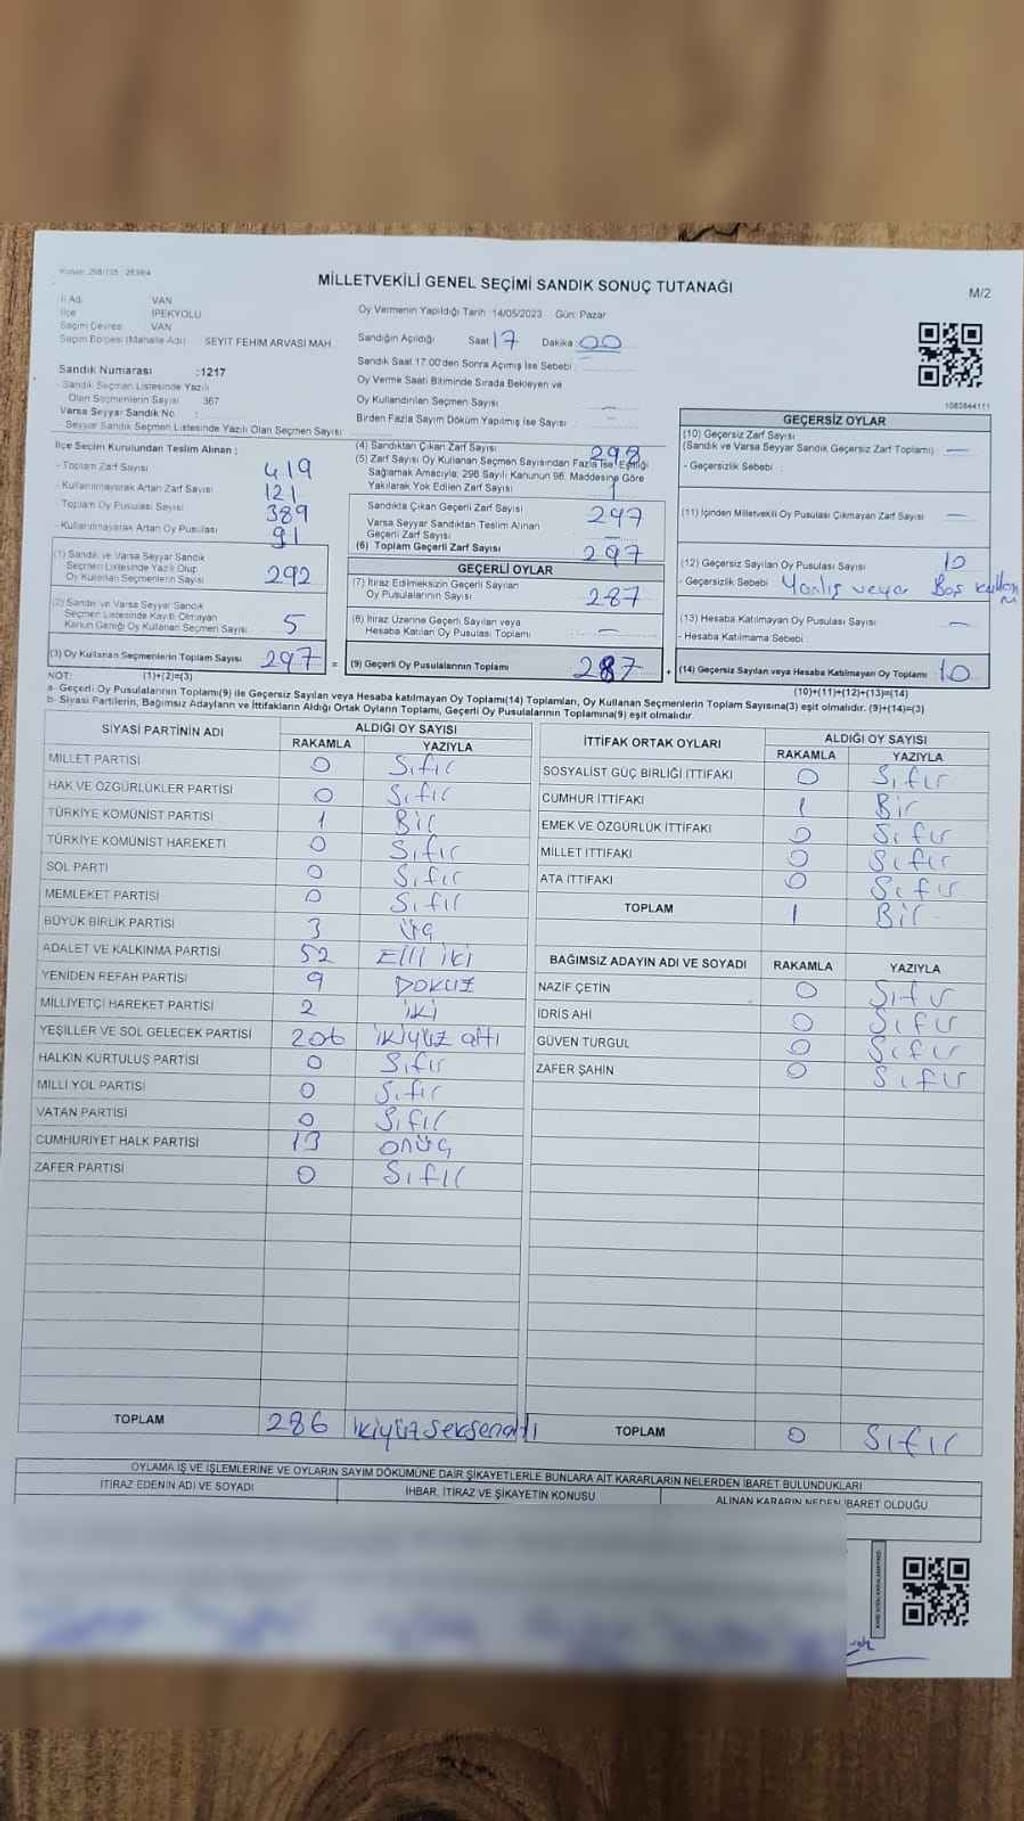 MİLLETVEKİLİ GENEL SEÇİMİ SANDIK SONUÇ TUTANAĞI
M/2
İl Adı VAN
İlçe İPEKYOLU
Seçim Çevresi VAN
Seçim Bölgesi (Mahalle Adı) SEYİT FEHİM ARVASİ MAH.
Oy Vermenin Yapıldığı Tarih 14/05/2023 Gün: Pazar
Sandığın Açıldığı Saat 17 Dakika 00
Sandık Saat 17:00'den Sonra Açılmış İse Sebebi
Oy Verme Saati Bitiminde Sırada Bekleyen ve
Oy Kullandırılan Seçmen Sayısı
Birden Fazla Sayım Döküm Yapılmış İse Sayısı
Sandık Numarası :1217
- Sandık Seçmen Listesinde Yazılı
Olan Seçmenlerin Sayısı 367
Varsa Seyyar Sandık No :
- Seyyar Sandık Seçmen Listesinde Yazılı Olan Seçmen Sayısı
İlçe Seçim Kurulundan Teslim Alınan ;
- Toplam Zarf Sayısı 419
- Kullanılmayarak Artan Zarf Sayısı 121
- Toplam Oy Pusulası Sayısı 389
- Kullanılmayarak Artan Oy Pusulası 91
(1) Sandık ve Varsa Seyyar Sandık
Seçmen Listesinde Yazılı Olup
Oy Kullanan Seçmenlerin Sayısı 292
(2) Sandık ve Varsa Seyyar Sandık
Seçmen Listesinde Kayıtlı Olmayan
Kanun Gereği Oy Kullanan Seçmen Sayısı 5
(3) Oy Kullanan Seçmenlerin Toplam Sayısı 297 =
(1)+(2)=(3)
(4) Sandıktan Çıkan Zarf Sayısı 298
(5) Zarf Sayısı Oy Kullanan Seçmen Sayısından Fazla İse, Eşitliği
Sağlamak Amacıyla, 298 Sayılı Kanunun 98. Maddesine Göre
Yakılarak Yok Edilen Zarf Sayısı 1
Sandıkta Çıkan Geçerli Zarf Sayısı 297
Varsa Seyyar Sandıktan Teslim Alınan
Geçerli Zarf Sayısı
(6) Toplam Geçerli Zarf Sayısı 297
GEÇERLİ OYLAR
(7) İtiraz Edilmeksizin Geçerli Sayılan
Oy Pusulalarının Sayısı 287
(8) İtiraz Üzerine Geçerli Sayılan veya
Hesaba Katılan Oy Pusulası Toplamı —
(9) Geçerli Oy Pusulalarının Toplamı 287 +
1083844111
GEÇERSİZ OYLAR
(10) Geçersiz Zarf Sayısı
(Sandık ve Varsa Seyyar Sandık Geçersiz Zarf Toplamı) —
- Geçersizlik Sebebi :
(11) İçinden Milletvekili Oy Pusulası Çıkmayan Zarf Sayısı —
(12) Geçersiz Sayılan Oy Pusulası Sayısı 10
- Geçersizlik Sebebi Yanlış veya Boş
(13) Hesaba Katılmayan Oy Pusulası Sayısı —
- Hesaba Katılmama Sebebi :
(14) Geçersiz Sayılan veya Hesaba Katılmayan Oy Toplamı 10
(10)+(11)+(12)+(13)=(14)
NOT:
a- Geçerli Oy Pusulalarının Toplamı(9) ile Geçersiz Sayılan veya Hesaba katılmayan Oy Toplamı(14) Toplamları, Oy Kullanan Seçmenlerin Toplam Sayısına(3) eşit olmalıdır. (9)+(14)=(3)
b- Siyasi Partilerin, Bağımsız Adayların ve İttifakların Aldığı Ortak Oyların Toplamı, Geçerli Oy Pusulalarının Toplamına(9) eşit olmalıdır.
SİYASİ PARTİNİN ADI ALDIĞI OY SAYISI
RAKAMLA YAZIYLA
MİLLET PARTİSİ 0 Sıfır
HAK VE ÖZGÜRLÜKLER PARTİSİ 0 Sıfır
TÜRKİYE KOMÜNİST PARTİSİ 1 Bir
TÜRKİYE KOMÜNİST HAREKETİ 0 Sıfır
SOL PARTİ 0 Sıfır
MEMLEKET PARTİSİ 0 Sıfır
BÜYÜK BİRLİK PARTİSİ 3 Üç
ADALET VE KALKINMA PARTİSİ 52 Elli iki
YENİDEN REFAH PARTİSİ 9 Dokuz
MİLLİYETÇİ HAREKET PARTİSİ 2 iki
YEŞİLLER VE SOL GELECEK PARTİSİ 206 ikiyüz altı
HALKIN KURTULUŞ PARTİSİ 0 Sıfır
MİLLİ YOL PARTİSİ 0 Sıfır
VATAN PARTİSİ 0 Sıfır
CUMHURİYET HALK PARTİSİ 13 onüç
ZAFER PARTİSİ 0 Sıfır
TOPLAM 286 ikiyüz seksenaltı
İTTİFAK ORTAK OYLARI ALDIĞI OY SAYISI
RAKAMLA YAZIYLA
SOSYALİST GÜÇ BİRLİĞİ İTTİFAKI 0 Sıfır
CUMHUR İTTİFAKI 1 Bir
EMEK VE ÖZGÜRLÜK İTTİFAKI 0 Sıfır
MİLLET İTTİFAKI 0 Sıfır
ATA İTTİFAKI 0 Sıfır
TOPLAM 1 Bir
BAĞIMSIZ ADAYIN ADI VE SOYADI RAKAMLA YAZIYLA
NAZİF ÇETİN 0 Sıfır
İDRİS AHİ 0 Sıfır
GÜVEN TURGUL 0 Sıfır
ZAFER ŞAHİN 0 Sıfır
TOPLAM 0 Sıfır
OYLAMA İŞ VE İŞLEMLERİNE VE OYLARIN SAYIM DÖKÜMÜNE DAİR ŞİKAYETLERLE BUNLARA AİT KARARLARIN NELERDEN İBARET BULUNDUKLARI
İTİRAZ EDENİN ADI VE SOYADI İHBAR, İTİRAZ VE ŞİKAYETİN KONUSU ALINAN KARARIN NEDEN İBARET OLDUĞU